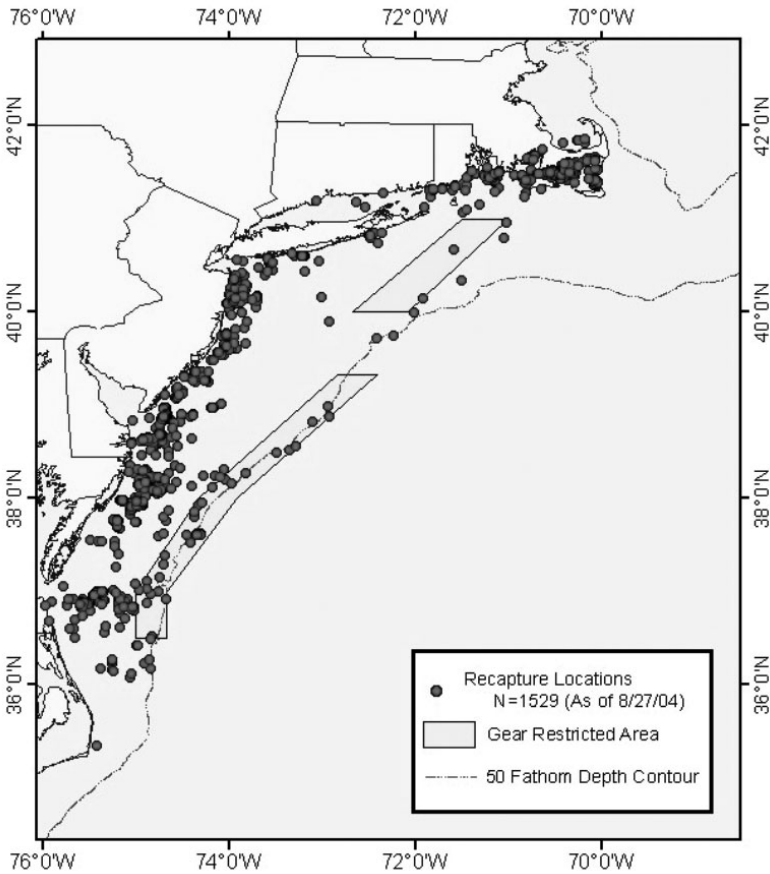 76°0'W 74°0'W 72°0'W 70°0'W
42°0'N 42°0'N
40°0'N 40°0'N
38°0'N 38°0'N
36°0'N 36°0'N
Recapture Locations
N=1529 (As of 8/27/04)
Gear Restricted Area
50 Fathom Depth Contour
76°0'W 74°0'W 72°0'W 70°0'W